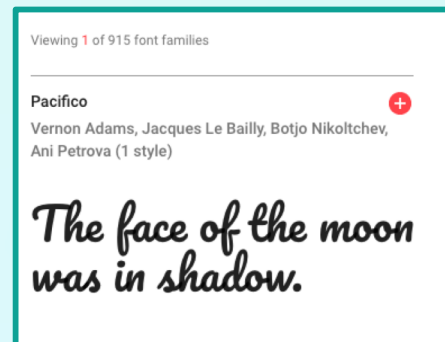 Viewing 1 of 915 font families
Pacifico
Vernon Adams, Jacques Le Bailly, Botjo Nikoltchev,
Ani Petrova (1 style)
The face of the moon
was in shadow.